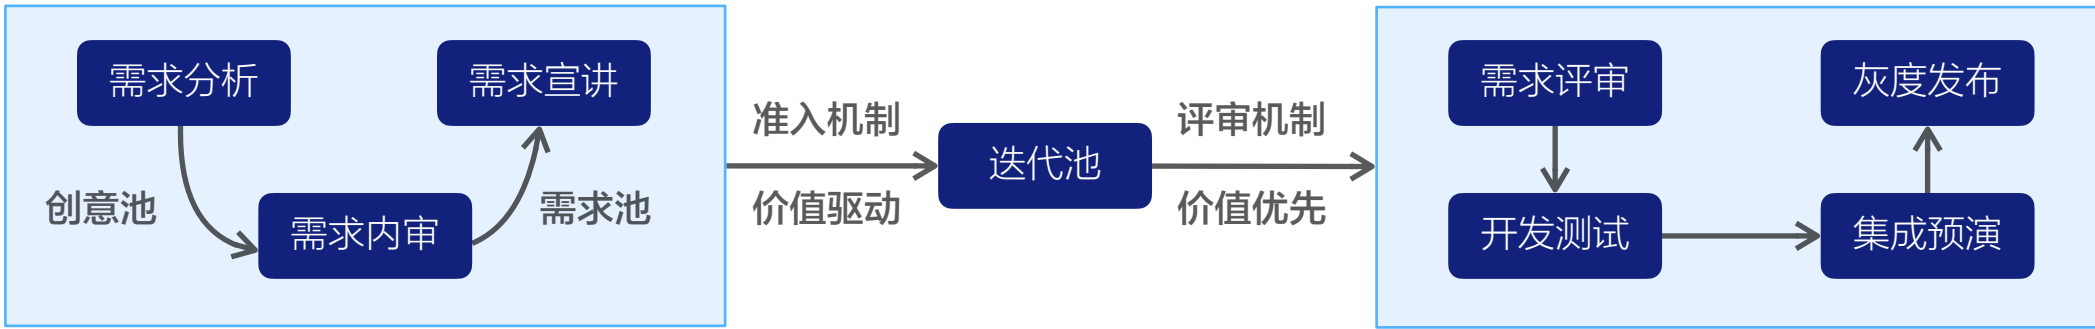 需求分析
需求宣讲
创意池
需求内审
需求池
准入机制
价值驱动
迭代池
评审机制
价值优先
需求评审
灰度发布
开发测试
集成预演